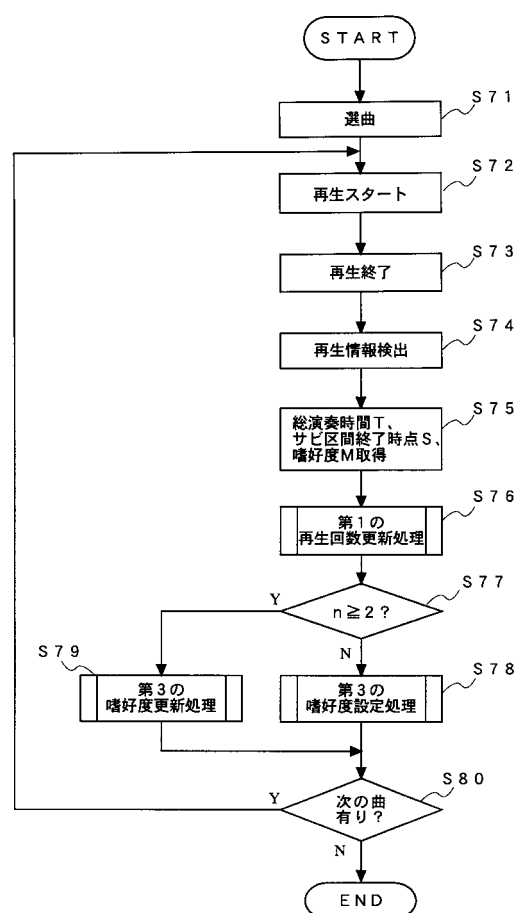 START
S71
選曲
S72
再生スタート
S73
再生終了
S74
再生情報検出
S75
総演奏時間T、
サビ区間終了時点S、
嗜好度M取得
S76
第1の
再生回数更新処理
S77
Y
n≧2?
N
S79
第3の
嗜好度更新処理
S78
第3の
嗜好度設定処理
S80
Y
次の曲
有り?
N
END